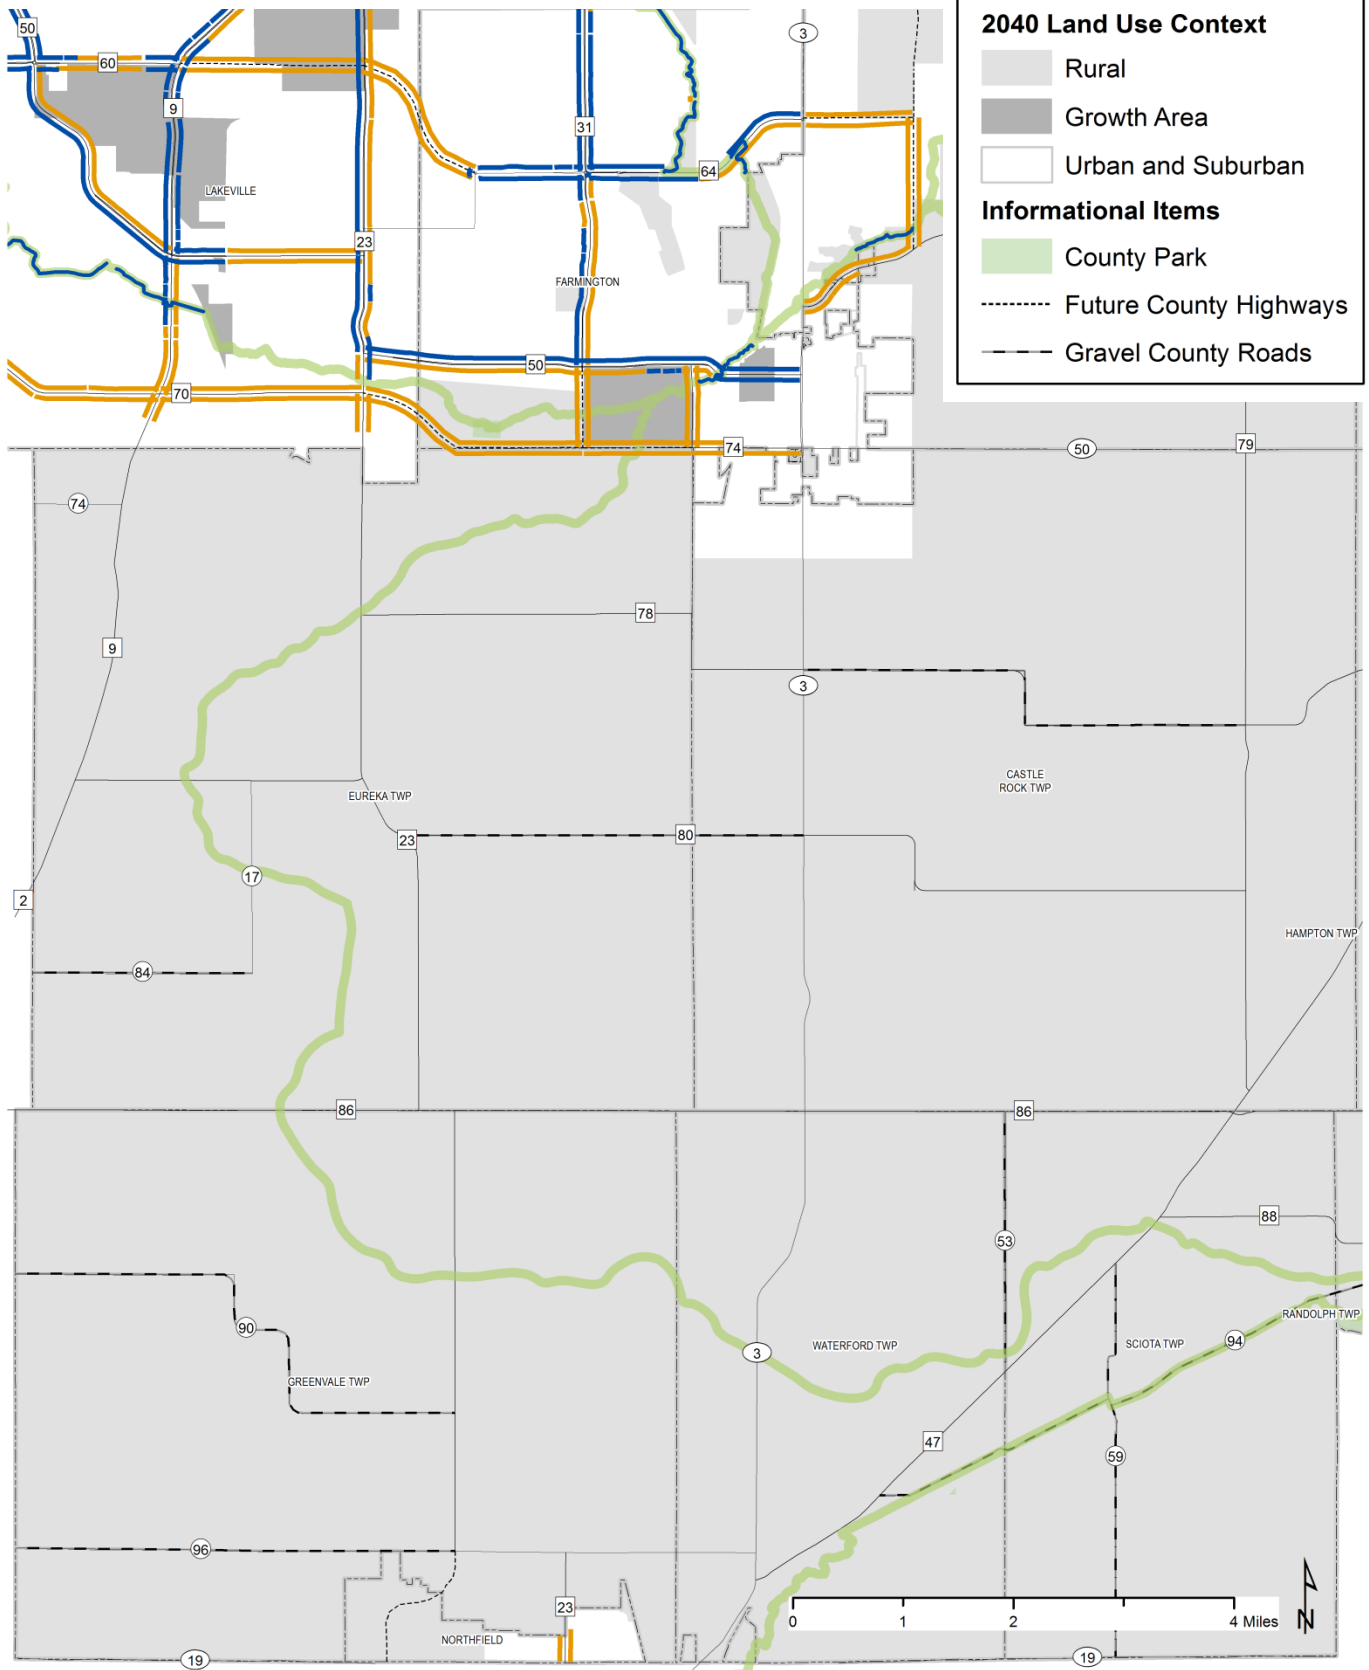 2040 Land Use Context
Rural
Growth Area
Urban and Suburban
Informational Items
County Park
Future County Highways
Gravel County Roads
50
3
60
9
31
64
LAKEVILLE
23
FARMINGTON
50
70
74
50
79
74
78
9
3
CASTLE
ROCK TWP
EUREKA TWP
23
80
17
2
HAMPTON TWP
84
86
86
88
53
RANDOLPH TWP
90
3
WATERFORD TWP
SCIOTA TWP
94
GREENVALE TWP
47
59
96
23
0 1 2 4 Miles
N
NORTHFIELD
19
19